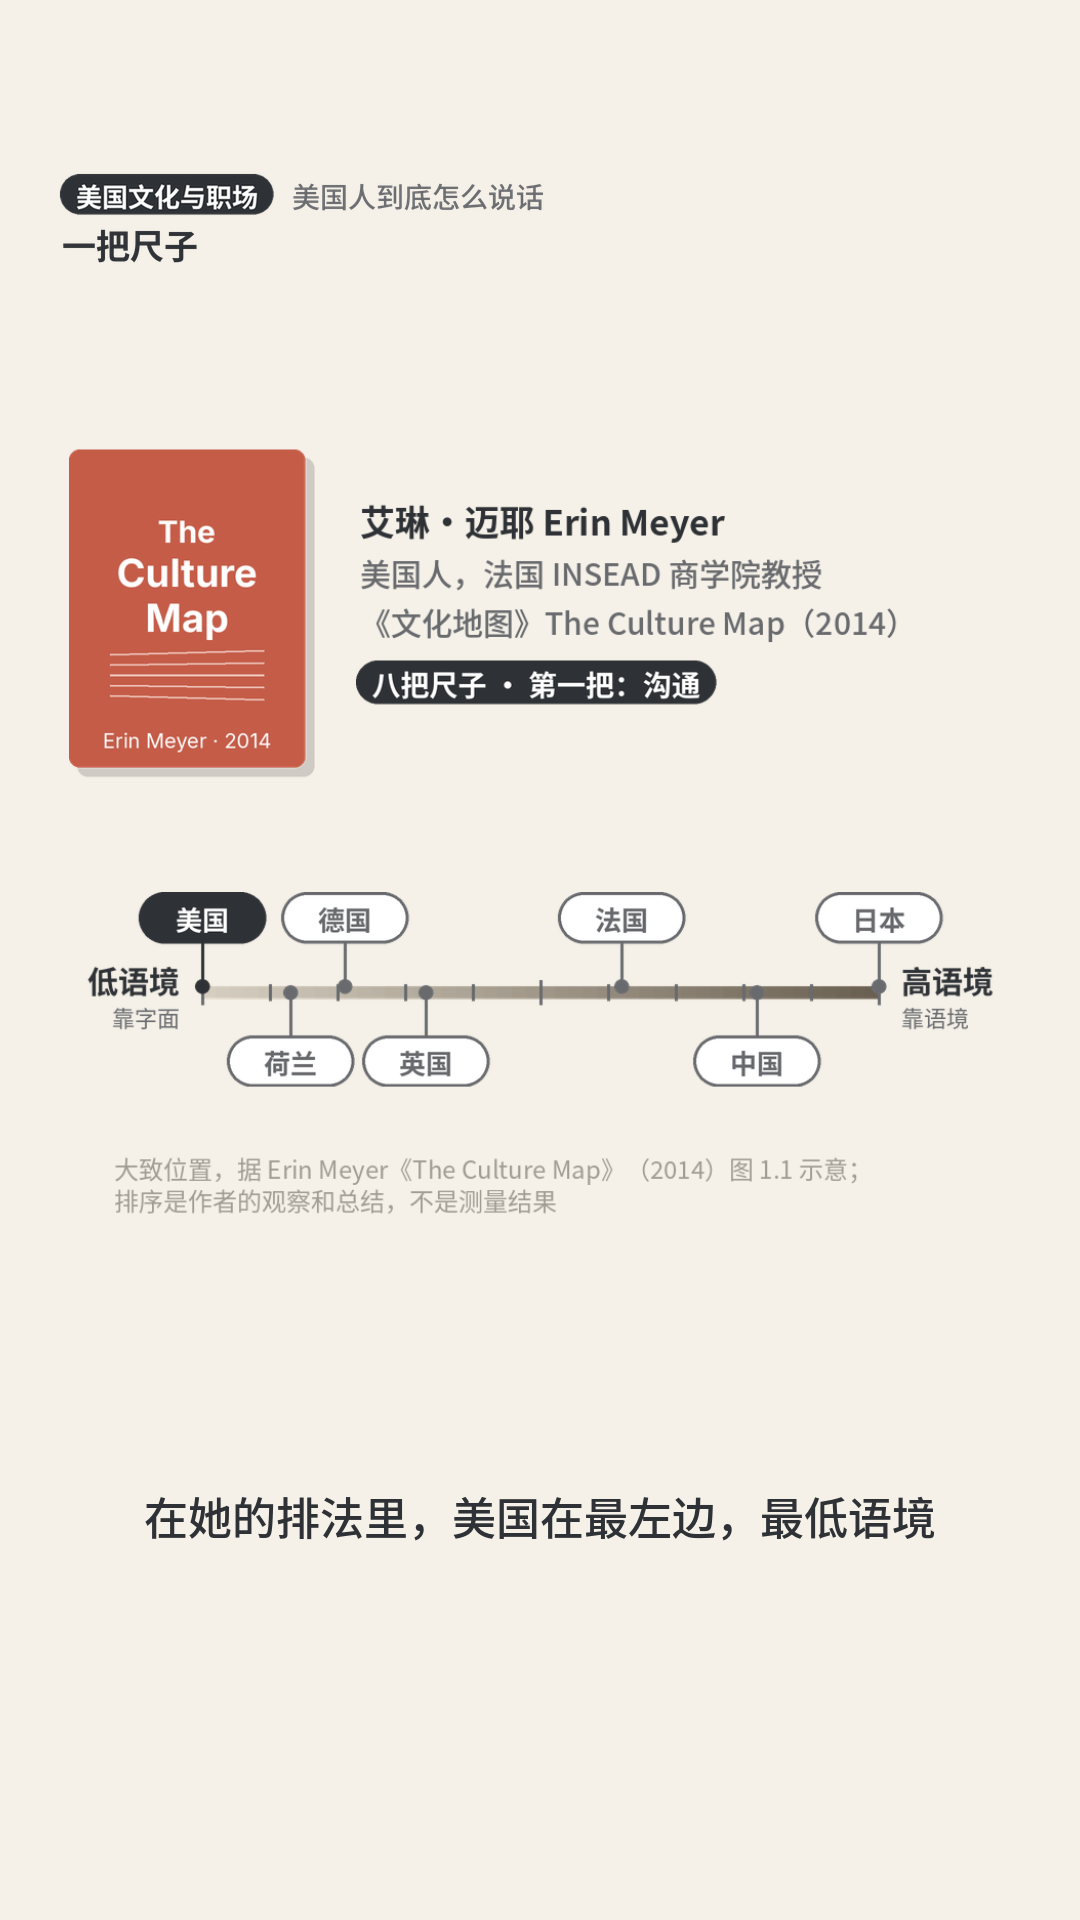 美国文化与职场 美国人到底怎么说话
一把尺子
The
Culture
Map
Erin Meyer · 2014
艾琳·迈耶 Erin Meyer
美国人，法国 INSEAD 商学院教授
《文化地图》The Culture Map（2014）
八把尺子 · 第一把：沟通
美国 德国 法国 日本
低语境 高语境
靠字面 靠语境
荷兰 英国 中国
大致位置，据 Erin Meyer《The Culture Map》（2014）图 1.1 示意；
排序是作者的观察和总结，不是测量结果
在她的排法里，美国在最左边，最低语境